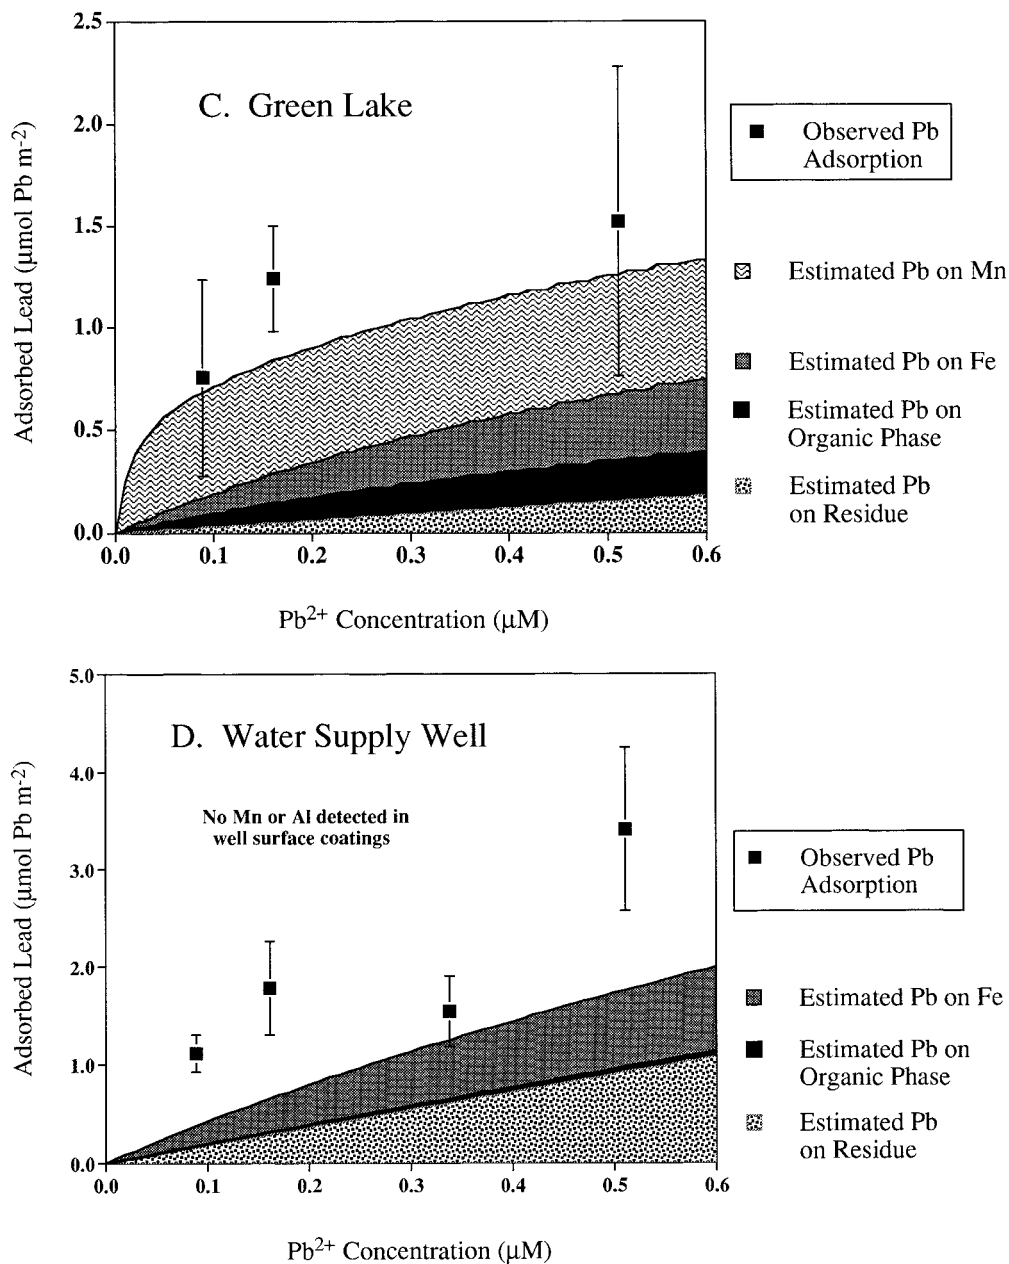 C. Green Lake
2.5
2.0
1.5
1.0
0.5
0.0
Adsorbed Lead (µmol Pb m-2)
0.0 0.1 0.2 0.3 0.4 0.5 0.6
Pb2+ Concentration (µM)
Observed Pb
Adsorption
Estimated Pb on Mn
Estimated Pb on Fe
Estimated Pb on
Organic Phase
Estimated Pb
on Residue
D. Water Supply Well
No Mn or Al detected in
well surface coatings
5.0
4.0
3.0
2.0
1.0
0.0
Adsorbed Lead (µmol Pb m-2)
0.0 0.1 0.2 0.3 0.4 0.5 0.6
Pb2+ Concentration (µM)
Observed Pb
Adsorption
Estimated Pb on Fe
Estimated Pb on
Organic Phase
Estimated Pb
on Residue